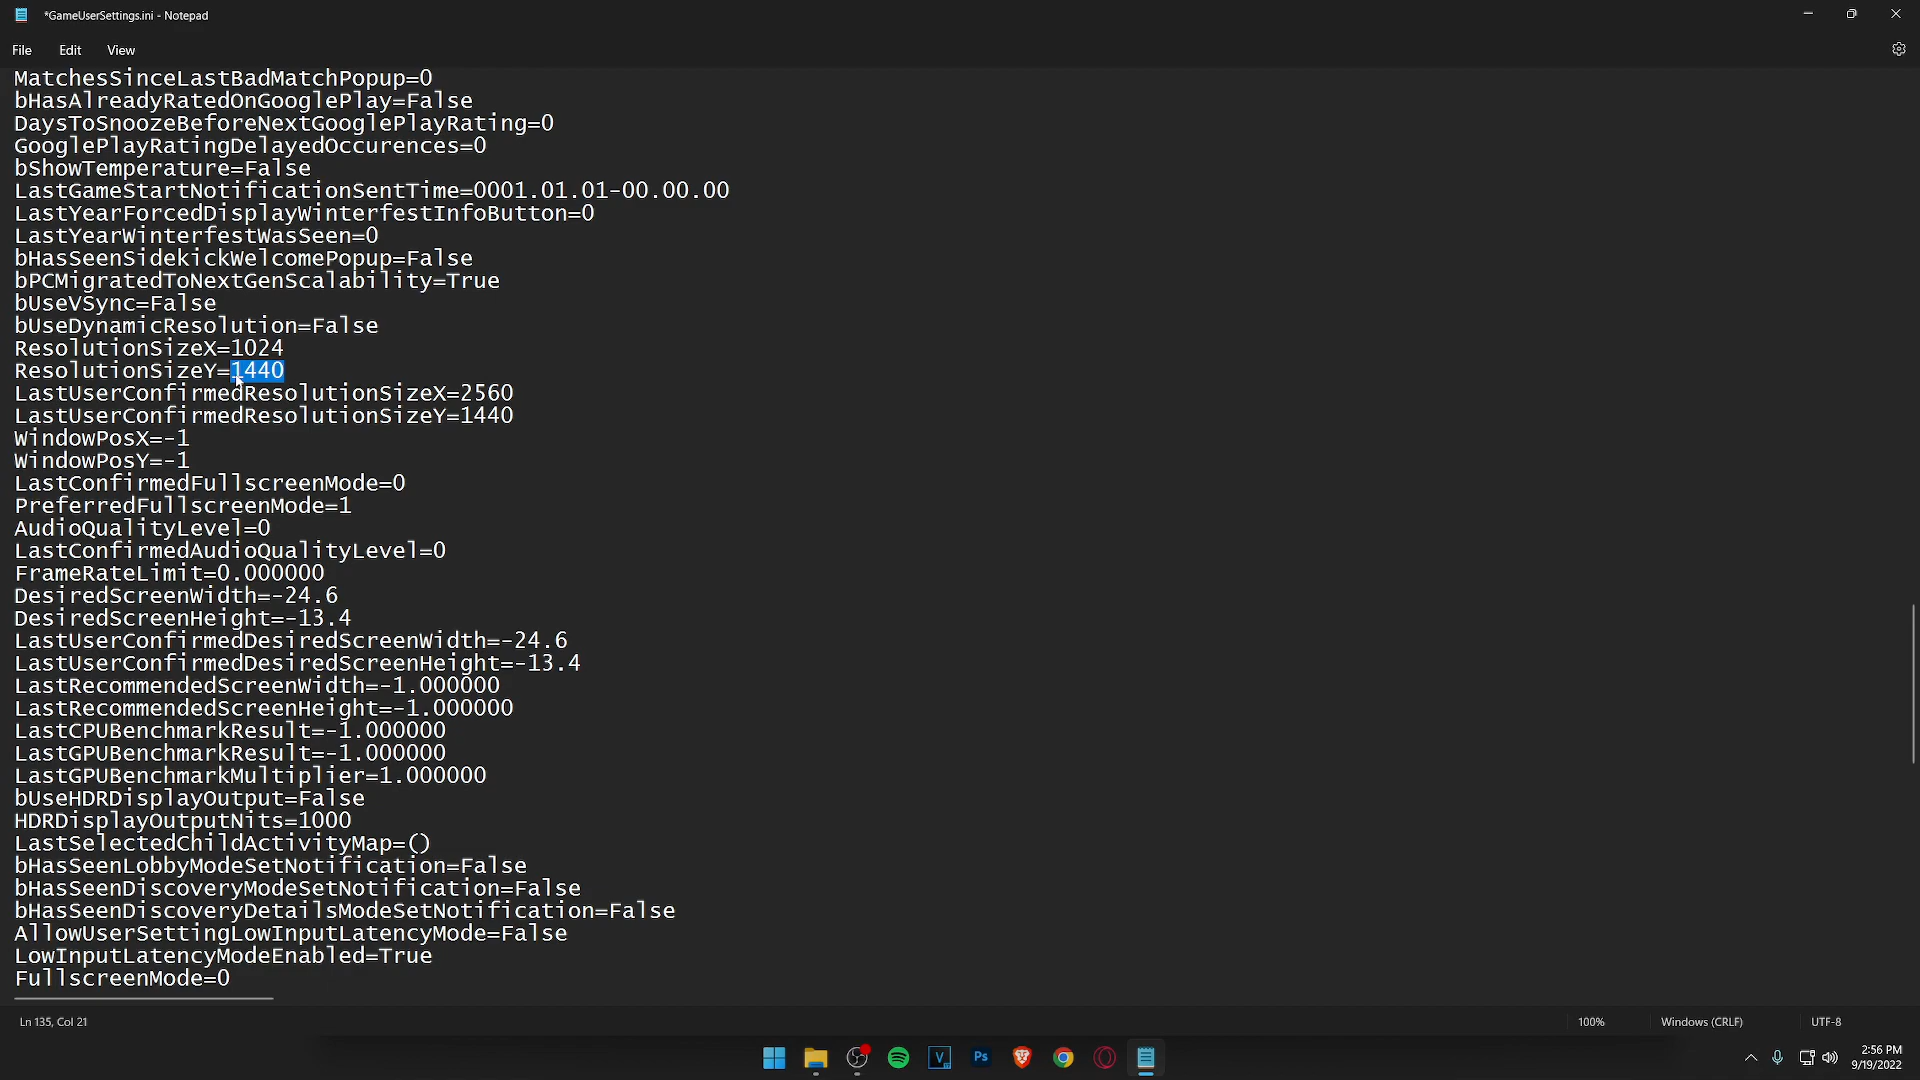 *GameUserSettings.ini - Notepad
File Edit View
MatchesSinceLastBadMatchPopup=0
bHasAlreadyRatedOnGooglePlay=False
DaysToSnoozeBeforeNextGooglePlayRating=0
GooglePlayRatingDelayedOccurences=0
bShowTemperature=False
LastGameStartNotificationSentTime=0001.01.01-00.00.00
LastYearForcedDisplayWinterfestInfoButton=0
LastYearWinterfestWasSeen=0
bHasSeenSidekickWelcomePopup=False
bPCMigratedToNextGenScalability=True
bUseVSync=False
bUseDynamicResolution=False
ResolutionSizeX=1024
ResolutionSizeY=1440
LastUserConfirmedResolutionSizeX=2560
LastUserConfirmedResolutionSizeY=1440
WindowPosX=-1
WindowPosY=-1
LastConfirmedFullscreenMode=0
PreferredFullscreenMode=1
AudioQualityLevel=0
LastConfirmedAudioQualityLevel=0
FrameRateLimit=0.000000
DesiredScreenWidth=-24.6
DesiredScreenHeight=-13.4
LastUserConfirmedDesiredScreenWidth=-24.6
LastUserConfirmedDesiredScreenHeight=-13.4
LastRecommendedScreenWidth=-1.000000
LastRecommendedScreenHeight=-1.000000
LastCPUBenchmarkResult=-1.000000
LastGPUBenchmarkResult=-1.000000
LastGPUBenchmarkMultiplier=1.000000
bUseHDRDisplayOutput=False
HDRDisplayOutputNits=1000
LastSelectedChildActivityMap=()
bHasSeenLobbyModeSetNotification=False
bHasSeenDiscoveryModeSetNotification=False
bHasSeenDiscoveryDetailsModeSetNotification=False
AllowUserSettingLowInputLatencyMode=False
LowInputLatencyModeEnabled=True
FullscreenMode=0
Ln 135, Col 21 100% Windows (CRLF) UTF-8
V Ps 2:56 PM
9/19/2022